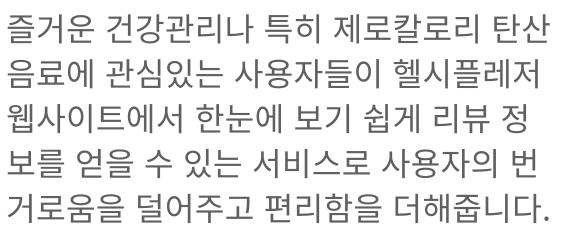 즐거운 건강관리나 특히 제로칼로리 탄산
음료에 관심있는 사용자들이 헬시플레저
웹사이트에서 한눈에 보기 쉽게 리뷰 정
보를 얻을 수 있는 서비스로 사용자의 번
거로움을 덜어주고 편리함을 더해줍니다.